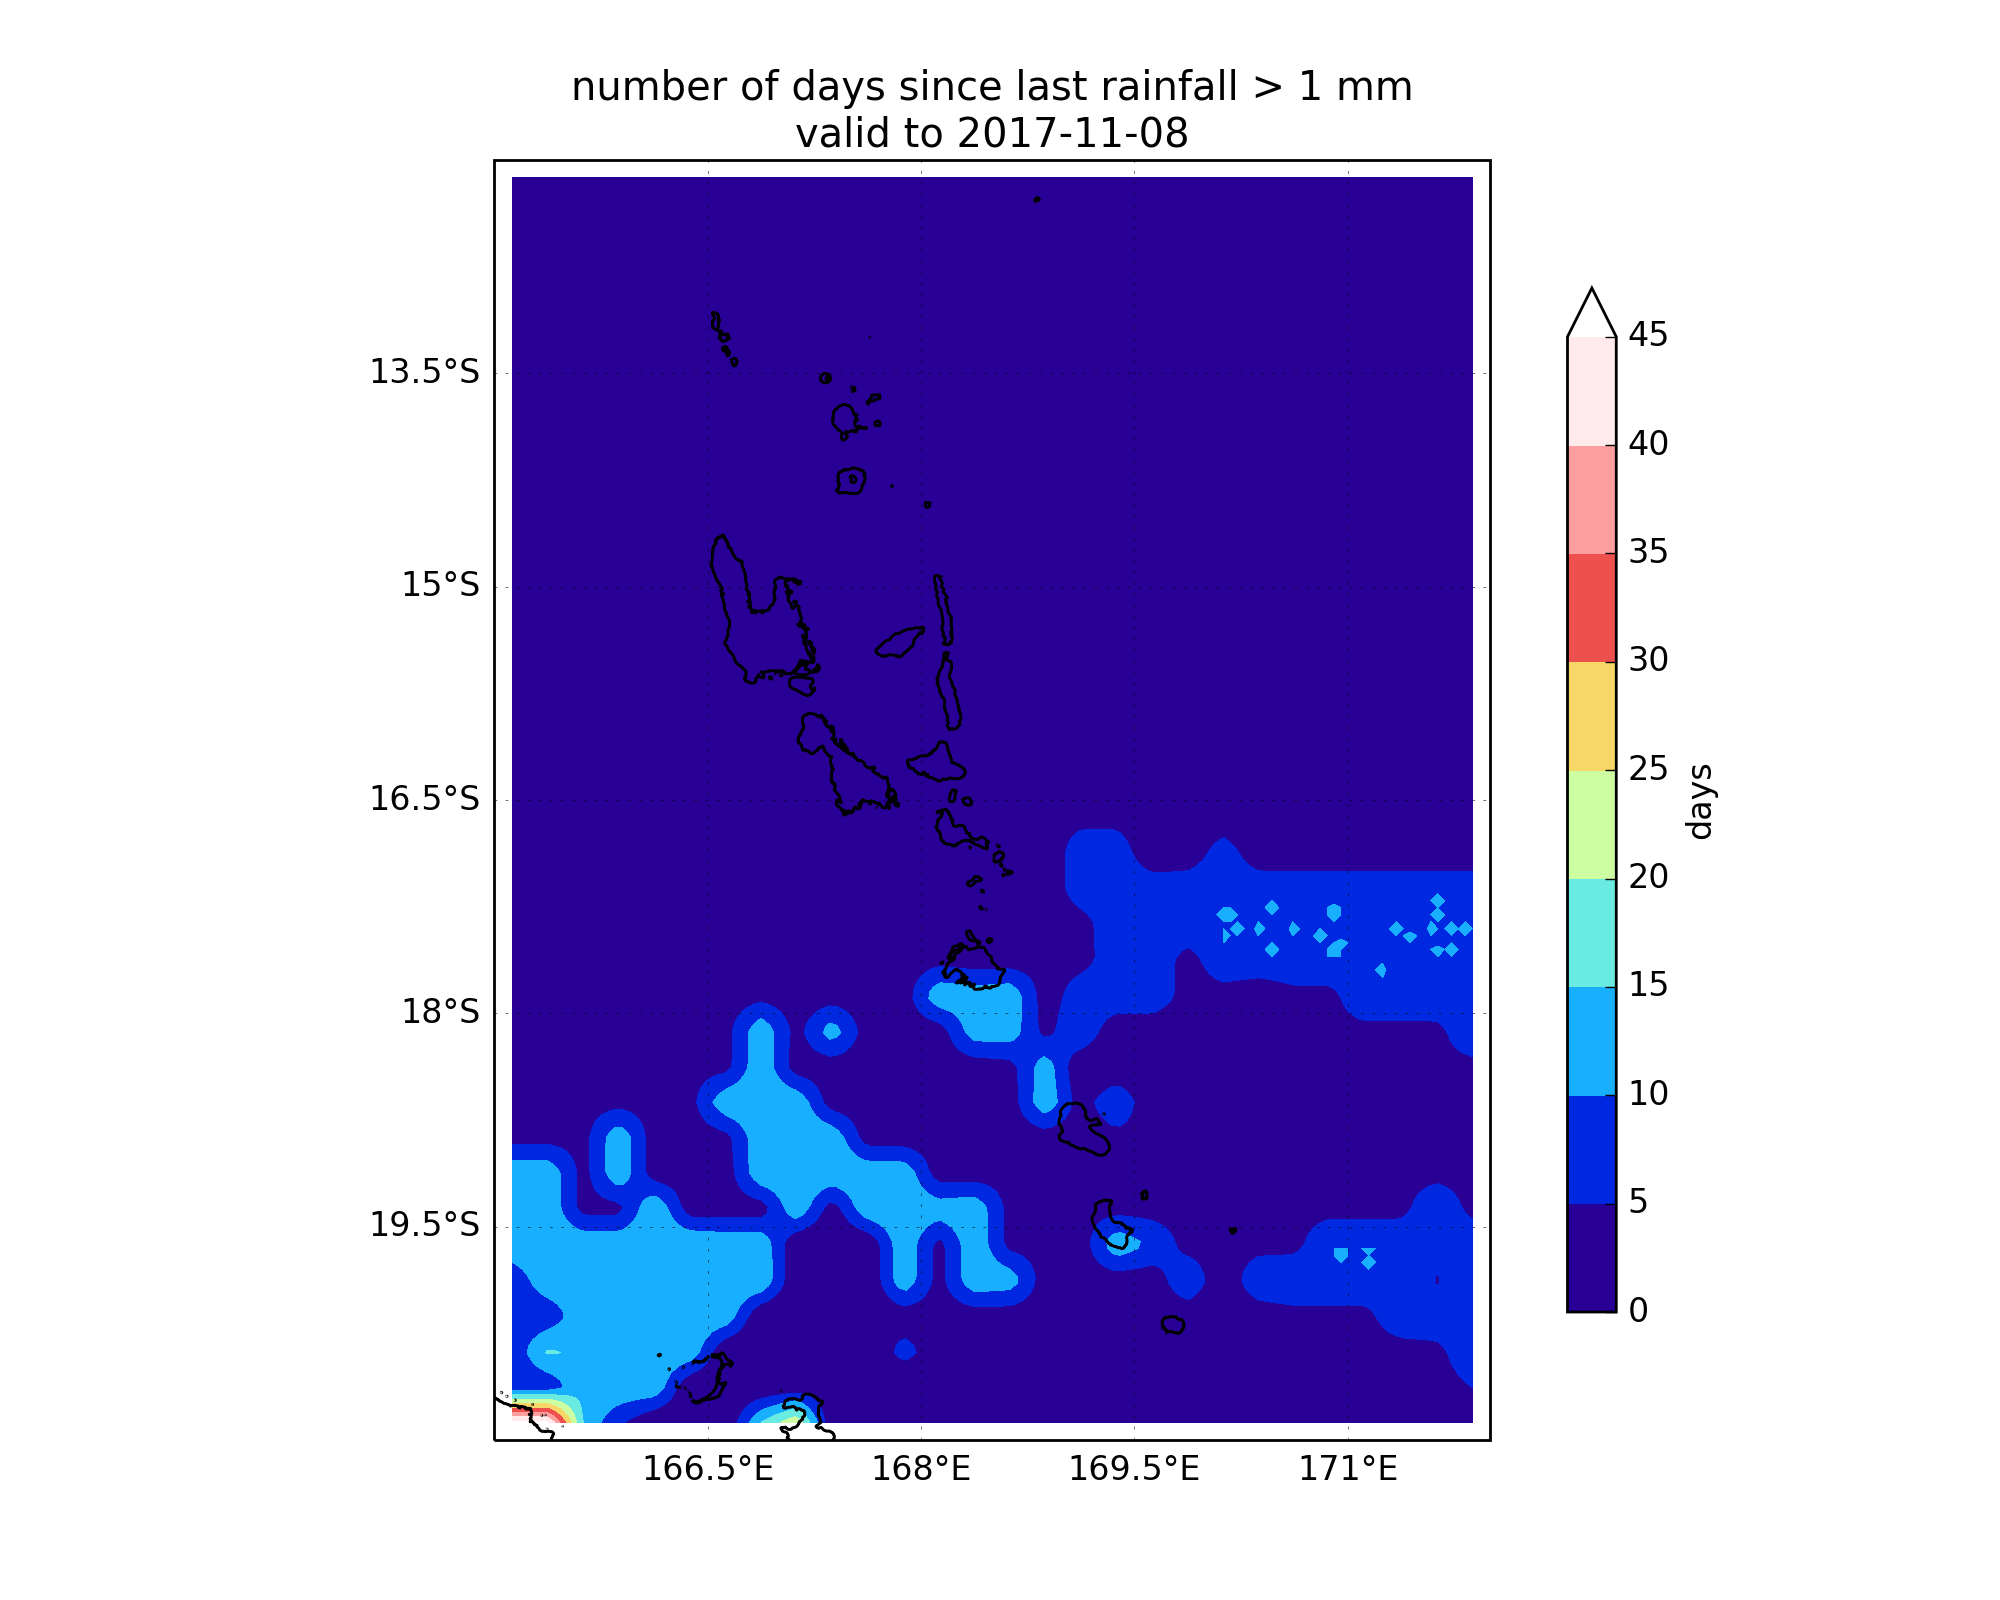 number of days since last rainfall > 1 mm
valid to 2017-11-08
13.5°S
15°S
16.5°S
18°S
19.5°S
166.5°E
168°E
169.5°E
171°E
45
40
35
30
25
20
15
10
5
0
days